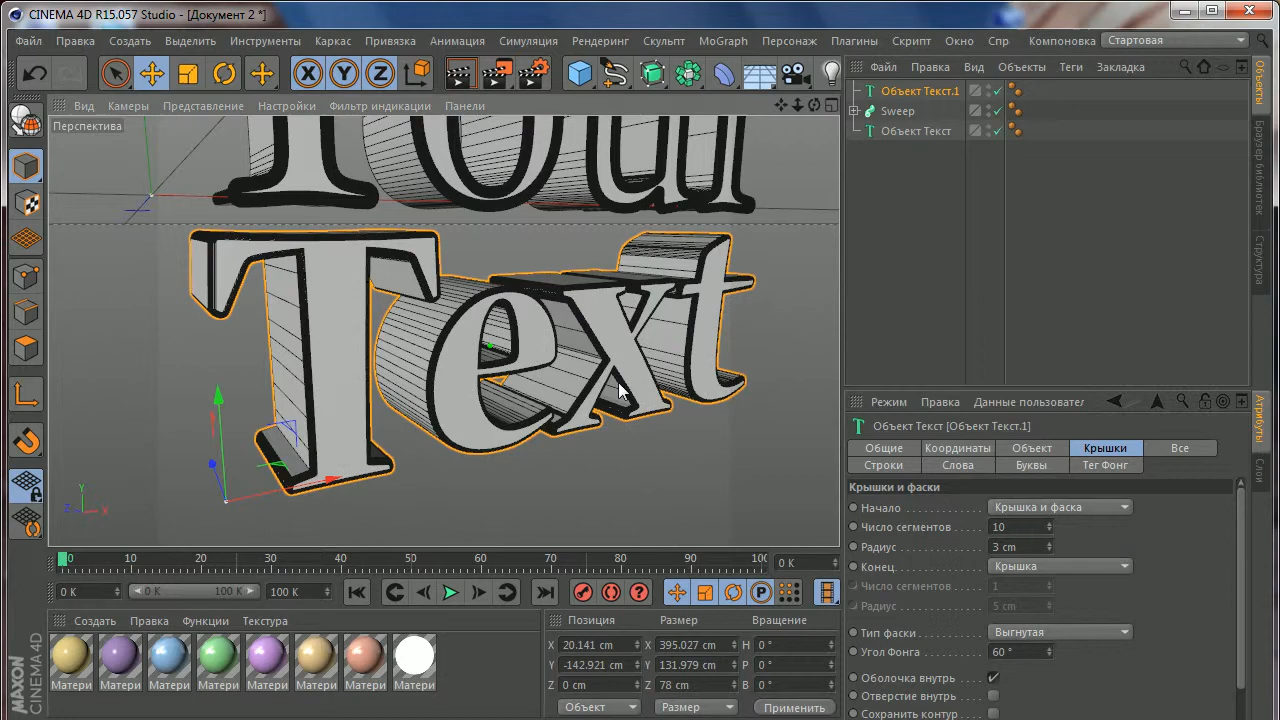 CINEMA 4D R15.057 Studio - [Документ 2 *]
Файл Правка Создать Выделить Инструменты Каркас Привязка Анимация Симуляция Рендеринг Скульпт MoGraph Персонаж Плагины Скрипт Окно Спр Компоновка Стартовая
X Y Z
Вид Камеры Представление Настройки Фильтр индикации Панели
Перспектива
Text
Y
Z X
0 10 20 30 40 50 60 70 80 90 100 0 K
0 K 0 K 100 K 100 K
P
Создать Правка Функции Текстура
Матери Матери Матери Матери Матери Матери Матери Матери
MAXON
CINEMA 4D
Позиция Размер Вращение
X 20.141 cm X 395.027 cm H 0 °
Y -142.921 cm Y 131.979 cm P 0 °
Z 0 cm Z 78 cm B 0 °
Объект Размер Применить
Файл Правка Вид Объекты Теги Закладка
Объект Текст.1
Sweep
Объект Текст
Объекты
Браузер библиотек
Структура
Режим Правка Данные пользовател
Объект Текст [Объект Текст.1]
Общие Координаты Объект Крышки Все
Строки Слова Буквы Тег Фонг
Крышки и фаски
Начало Крышка и фаска
Число сегментов 10
Радиус 3 cm
Конец Крышка
Число сегментов 1
Радиус 5 cm
Тип фаски Выгнутая
Угол Фонга 60 °
Оболочка внутрь
Отверстие внутрь
Сохранить контур
Атрибуты
Слои